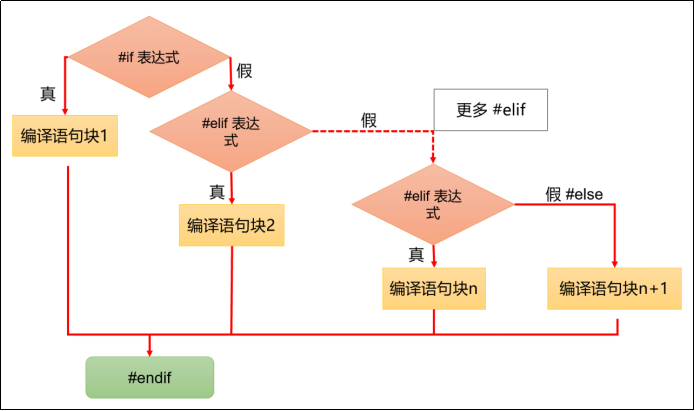 #if 表达式
真
假
编译语句块1
#elif 表达
式
假
更多 #elif
真
编译语句块2
#elif 表达
式
假 #else
真
编译语句块n
编译语句块n+1
#endif